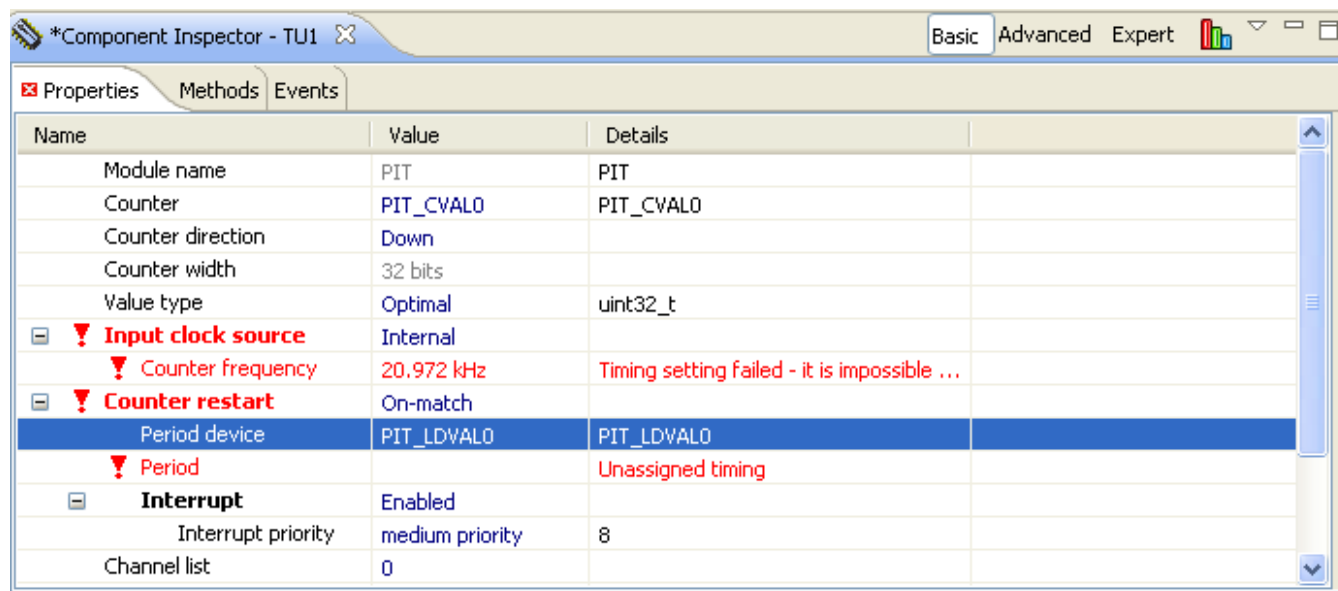 *Component Inspector - TU1 Basic Advanced Expert
Properties Methods Events
Name Value Details
Module name PIT PIT
Counter PIT_CVAL0 PIT_CVAL0
Counter direction Down
Counter width 32 bits
Value type Optimal uint32_t
Input clock source Internal
Counter frequency 20.972 kHz Timing setting failed - it is impossible ...
Counter restart On-match
Period device PIT_LDVAL0 PIT_LDVAL0
Period Unassigned timing
Interrupt Enabled
Interrupt priority medium priority 8
Channel list 0